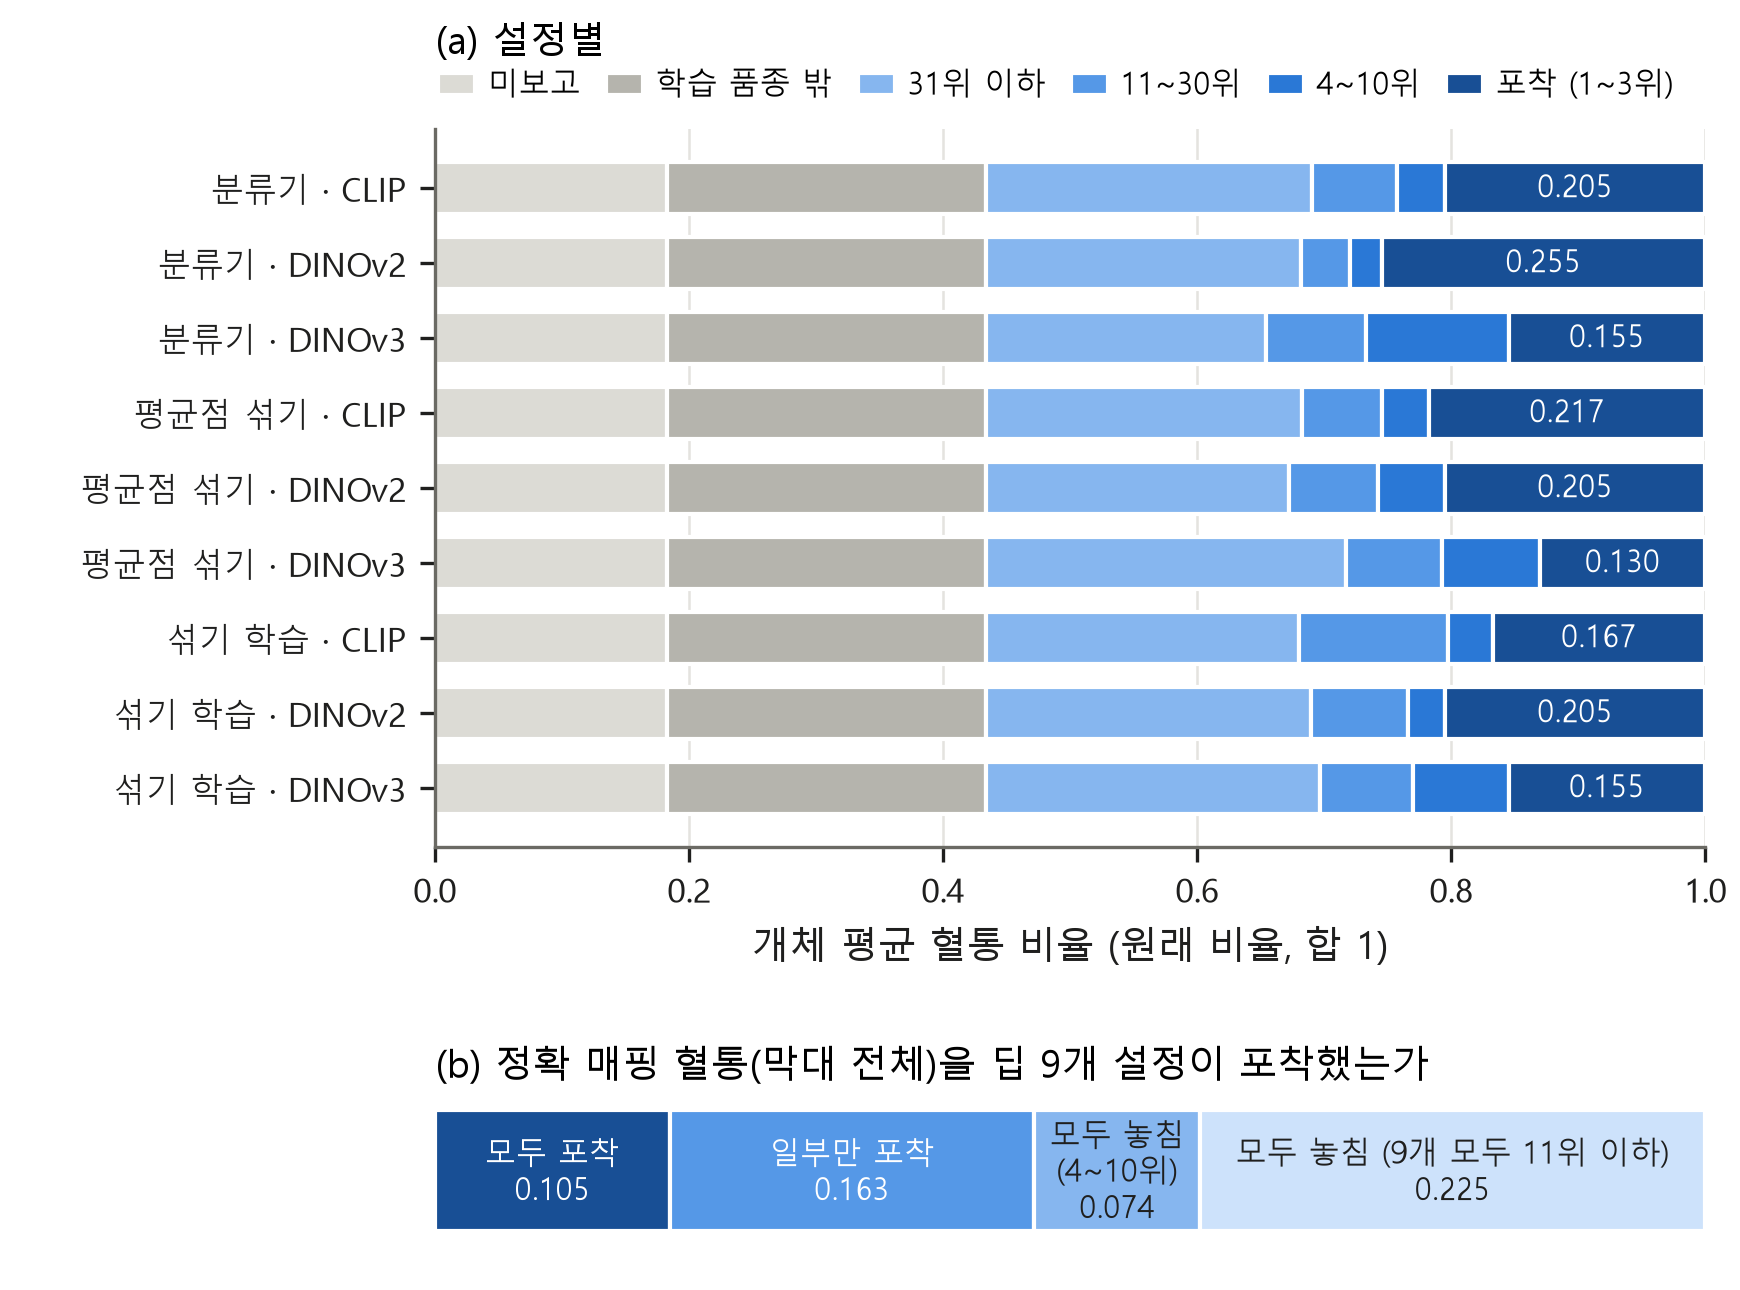 (a) 설정별
미보고 학습 품종 밖 31위 이하 11~30위 4~10위 포착 (1~3위)
분류기 · CLIP 0.205
분류기 · DINOv2 0.255
분류기 · DINOv3 0.155
평균점 섞기 · CLIP 0.217
평균점 섞기 · DINOv2 0.205
평균점 섞기 · DINOv3 0.130
섞기 학습 · CLIP 0.167
섞기 학습 · DINOv2 0.205
섞기 학습 · DINOv3 0.155
0.0 0.2 0.4 0.6 0.8 1.0
개체 평균 혈통 비율 (원래 비율, 합 1)
(b) 정확 매핑 혈통(막대 전체)을 딥 9개 설정이 포착했는가
모두 포착
0.105
일부만 포착
0.163
모두 놓침
(4~10위)
0.074
모두 놓침 (9개 모두 11위 이하)
0.225